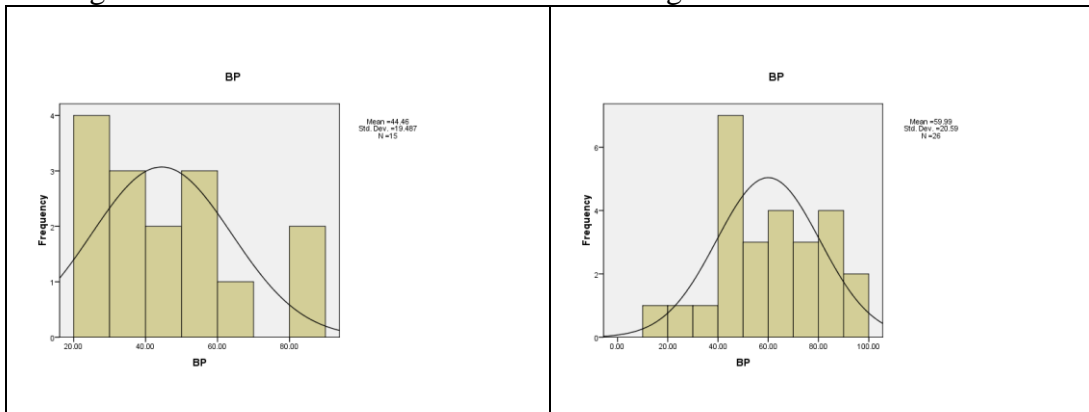 BP
Mean =44.46
Std. Dev. =19.487
N =15
Frequency
4
3
2
1
0
20.00 40.00 60.00 80.00
BP
BP
Mean =59.99
Std. Dev. =20.59
N =26
Frequency
6
4
2
0
0.00 20.00 40.00 60.00 80.00 100.00
BP